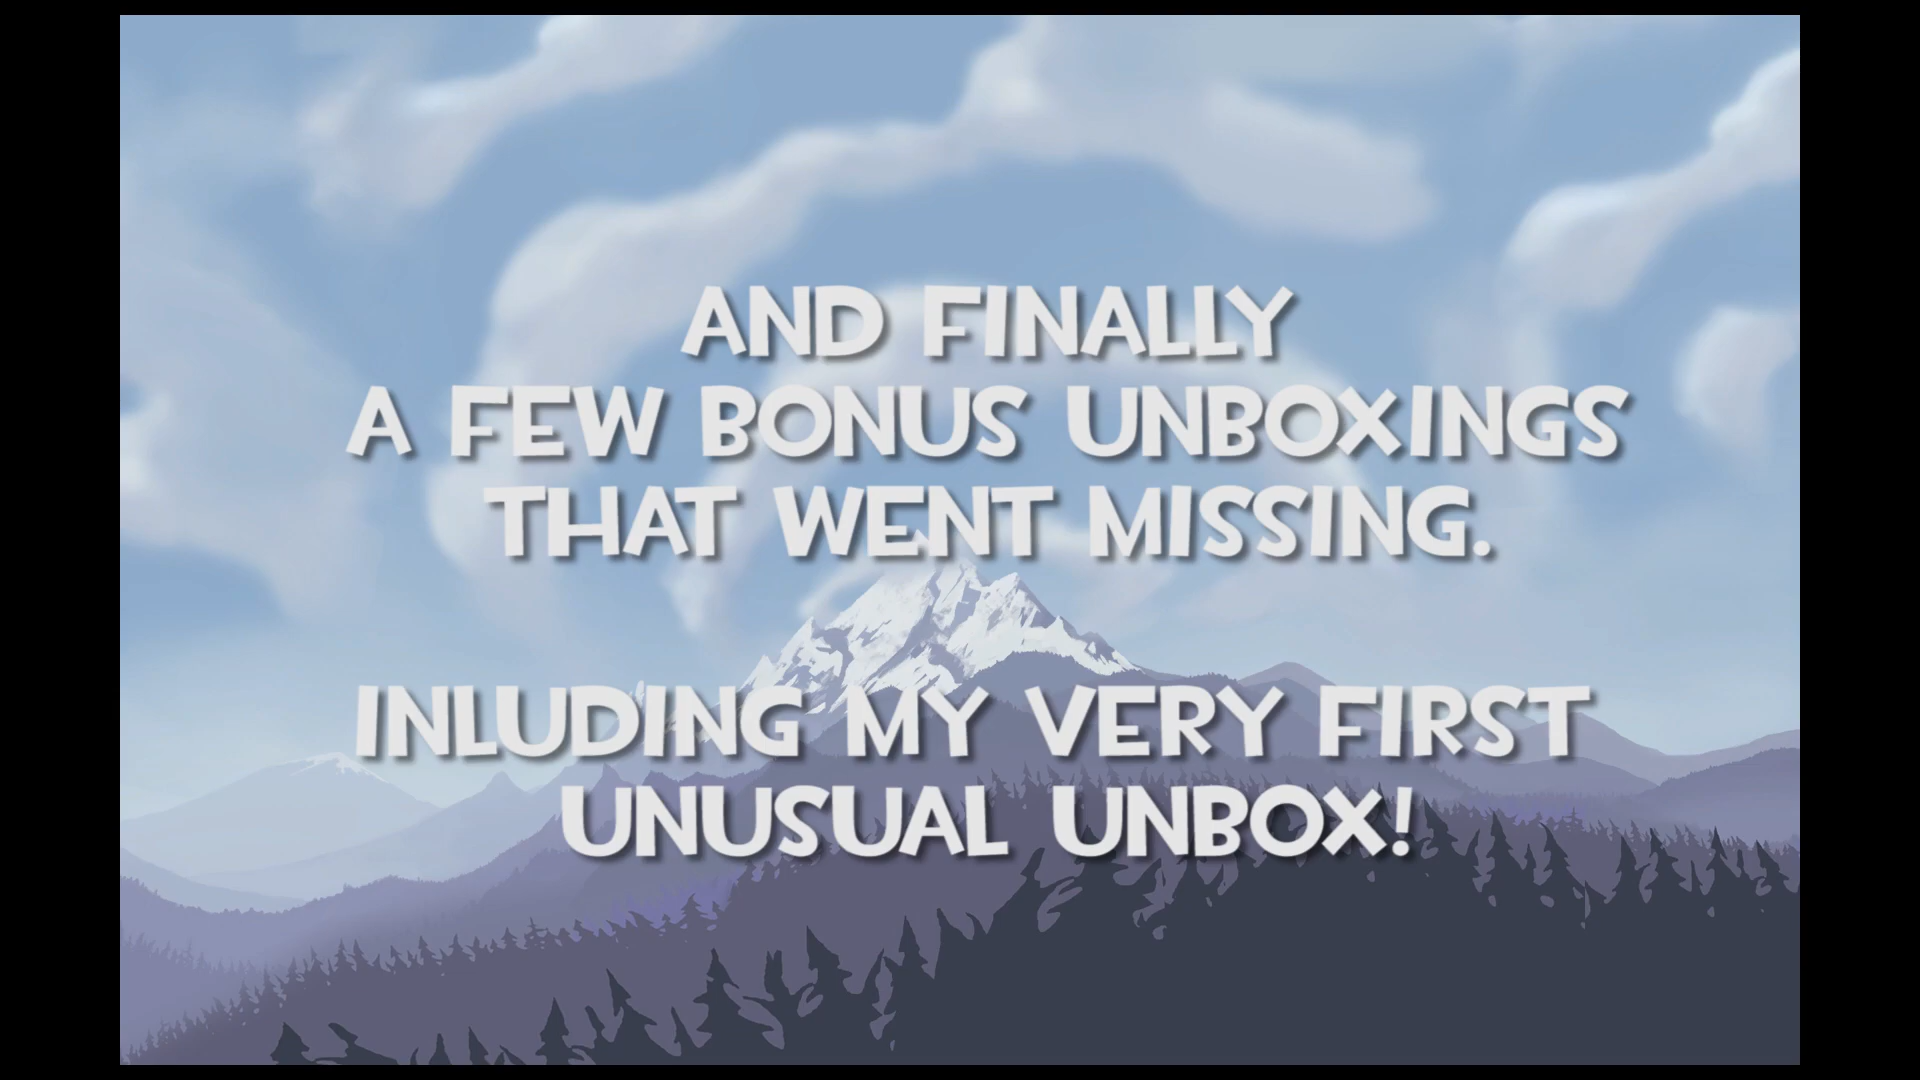 AND FINALLY
A FEW BONUS UNBOXINGS
THAT WENT MISSING.
INLUDING MY VERY FIRST
UNUSUAL UNBOX!